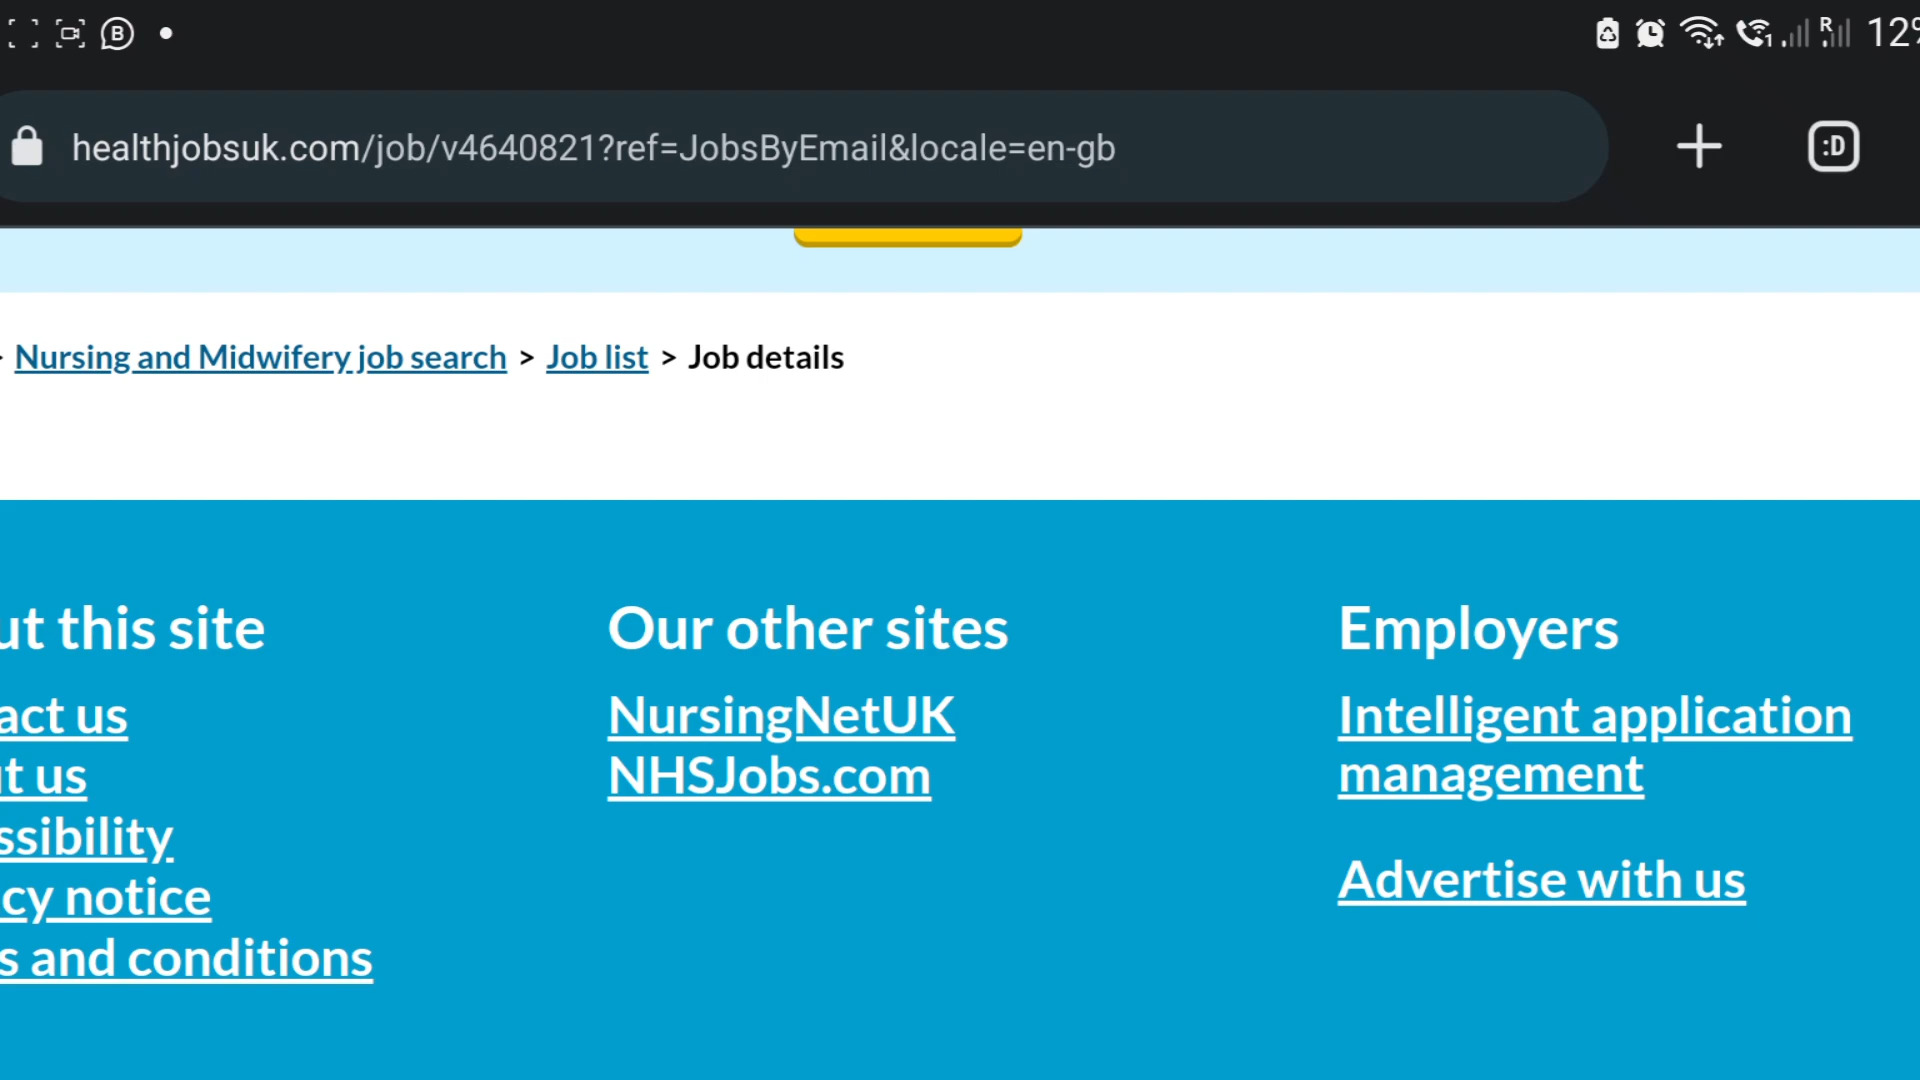 12%
healthjobsuk.com/job/v4640821?ref=JobsByEmail&locale=en-gb
:D
> Nursing and Midwifery job search > Job list > Job details
ut this site
Our other sites
Employers
act us
NursingNetUK
Intelligent application
t us
NHSJobs.com
management
ssibility
cy notice
Advertise with us
s and conditions